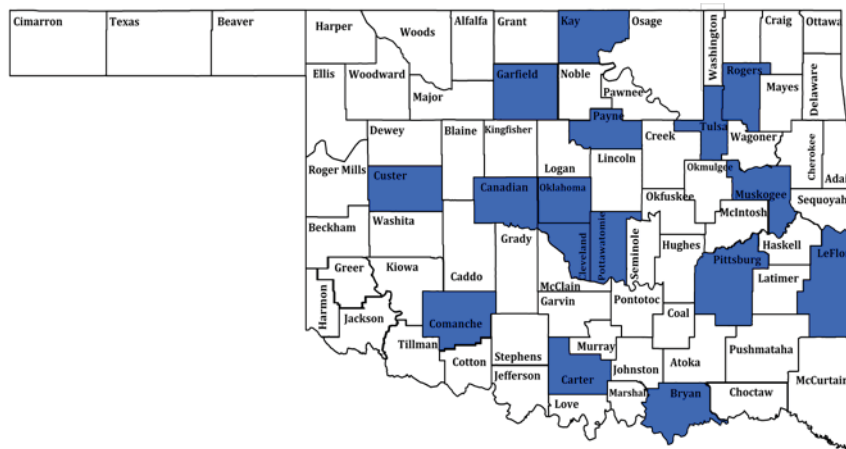 Cimarron
Texas
Beaver
Harper
Woods
Alfalfa
Grant
Kay
Osage
Washington
Craig
Ottawa
Ellis
Woodward
Major
Garfield
Noble
Pawnee
Rogers
Mayes
Delaware
Payne
Tulsa
Dewey
Blaine
Kingfisher
Logan
Lincoln
Creek
Wagoner
Cherokee
Adai
Roger Mills
Custer
Canadian
Oklahoma
Okmulgee
Okfuskee
Muskogee
Sequoyah
McIntosh
Beckham
Washita
Grady
Cleveland
Pottawatomie
Seminole
Hughes
Haskell
Pittsburg
LeFlor
Latimer
Greer
Kiowa
Caddo
McClain
Garvin
Pontotoc
Coal
Harmon
Jackson
Comanche
Tillman
Cotton
Stephens
Murray
Johnston
Atoka
Pushmataha
McCurtain
Jefferson
Carter
Love
Marshal
Bryan
Choctaw